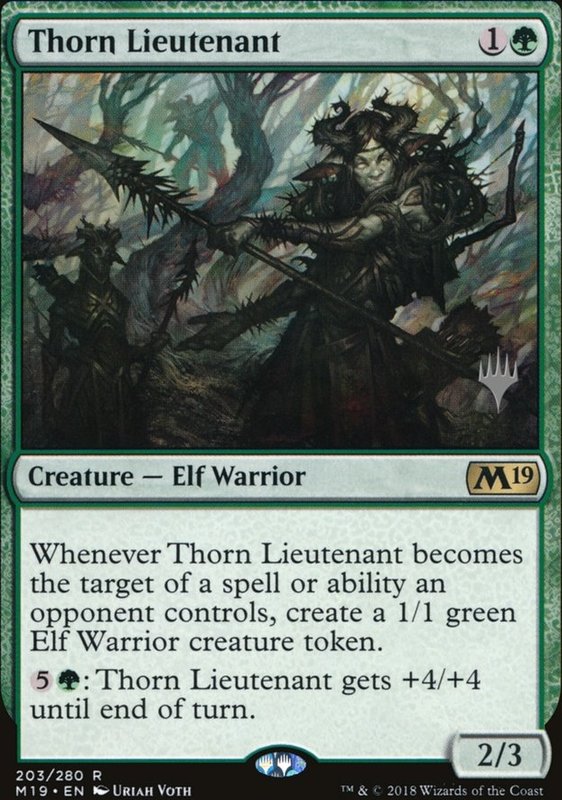 Thorn Lieutenant 1
Creature — Elf Warrior M19
Whenever Thorn Lieutenant becomes
the target of a spell or ability an
opponent controls, create a 1/1 green
Elf Warrior creature token.
5: Thorn Lieutenant gets +4/+4
until end of turn.
2/3
203/280 R
M19 • EN Uriah Voth
™ & © 2018 Wizards of the Coast